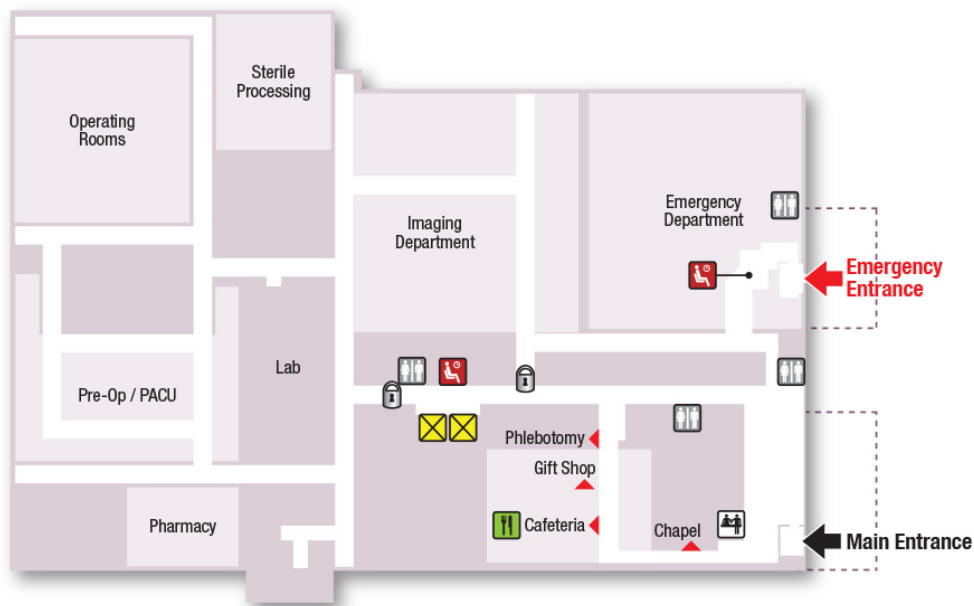 Sterile
Processing
Operating
Rooms
Imaging
Department
Emergency
Department
Emergency
Entrance
Lab
Pre-Op / PACU
Phlebotomy
Gift Shop
Pharmacy
Cafeteria
Chapel
Main Entrance